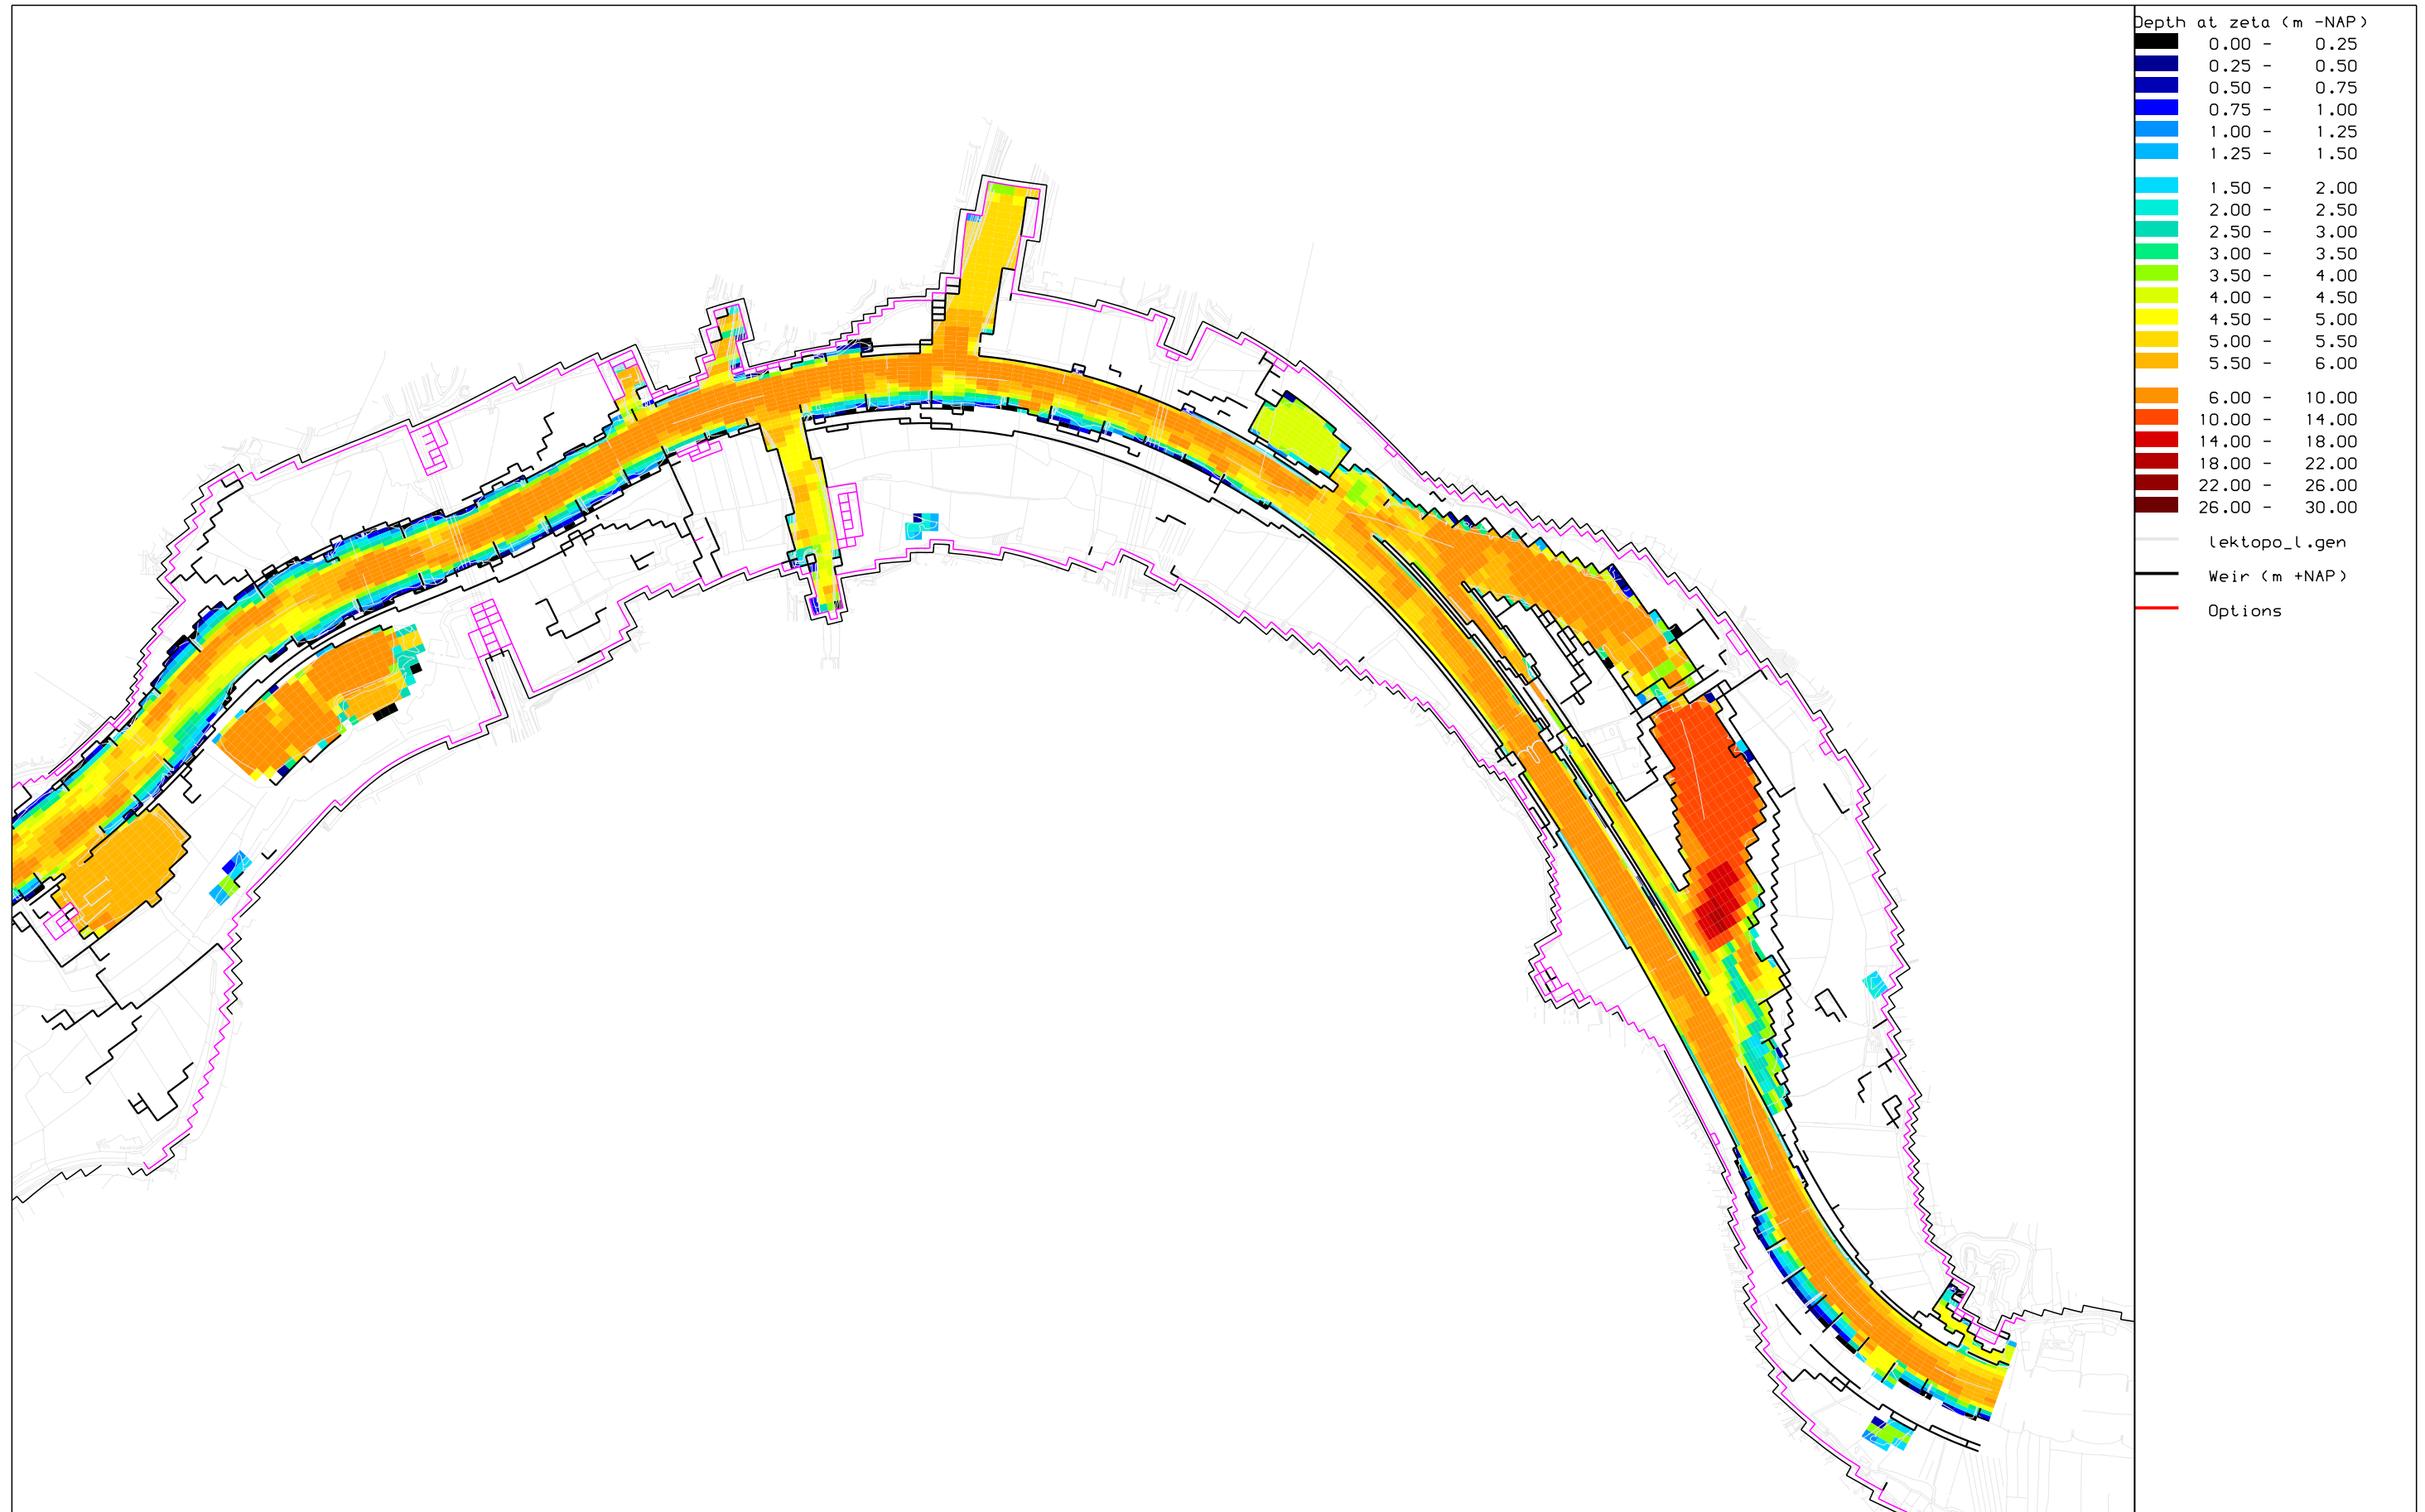 Depth at zeta (m -NAP)
0.00 - 0.25
0.25 - 0.50
0.50 - 0.75
0.75 - 1.00
1.00 - 1.25
1.25 - 1.50
1.50 - 2.00
2.00 - 2.50
2.50 - 3.00
3.00 - 3.50
3.50 - 4.00
4.00 - 4.50
4.50 - 5.00
5.00 - 5.50
5.50 - 6.00
6.00 - 10.00
10.00 - 14.00
14.00 - 18.00
18.00 - 22.00
22.00 - 26.00
26.00 - 30.00
lektopo_l.gen
Weir (m +NAP)
Options